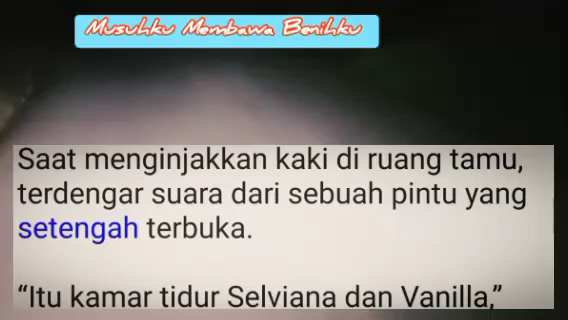 Musuhku Membawa Benihku
Saat menginjakkan kaki di ruang tamu,
terdengar suara dari sebuah pintu yang
setengah terbuka.
“Itu kamar tidur Selviana dan Vanilla,”